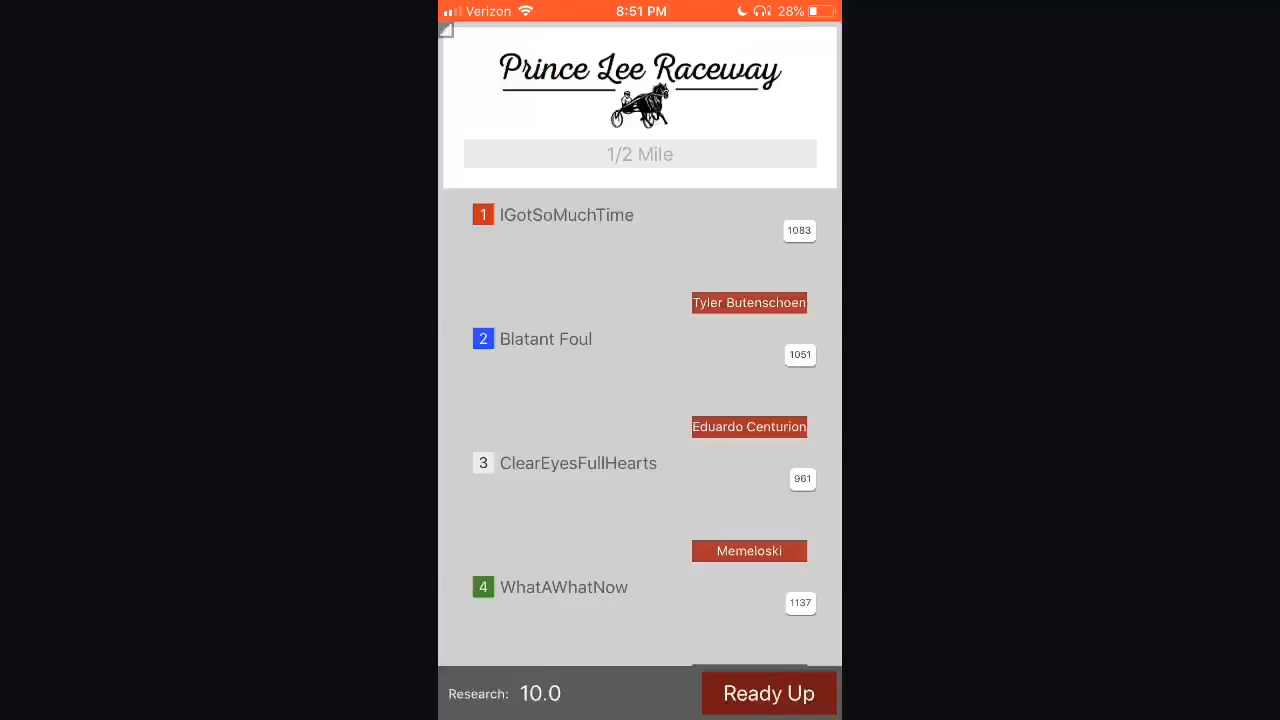 Verizon 8:51 PM 28%
Prince Lee Raceway
1/2 Mile
1 IGotSoMuchTime
1083
Tyler Butenschoen
2 Blatant Foul
1051
Eduardo Centurion
3 ClearEyesFullHearts
961
Memeloski
4 WhatAWhatNow
1137
Research: 10.0 Ready Up